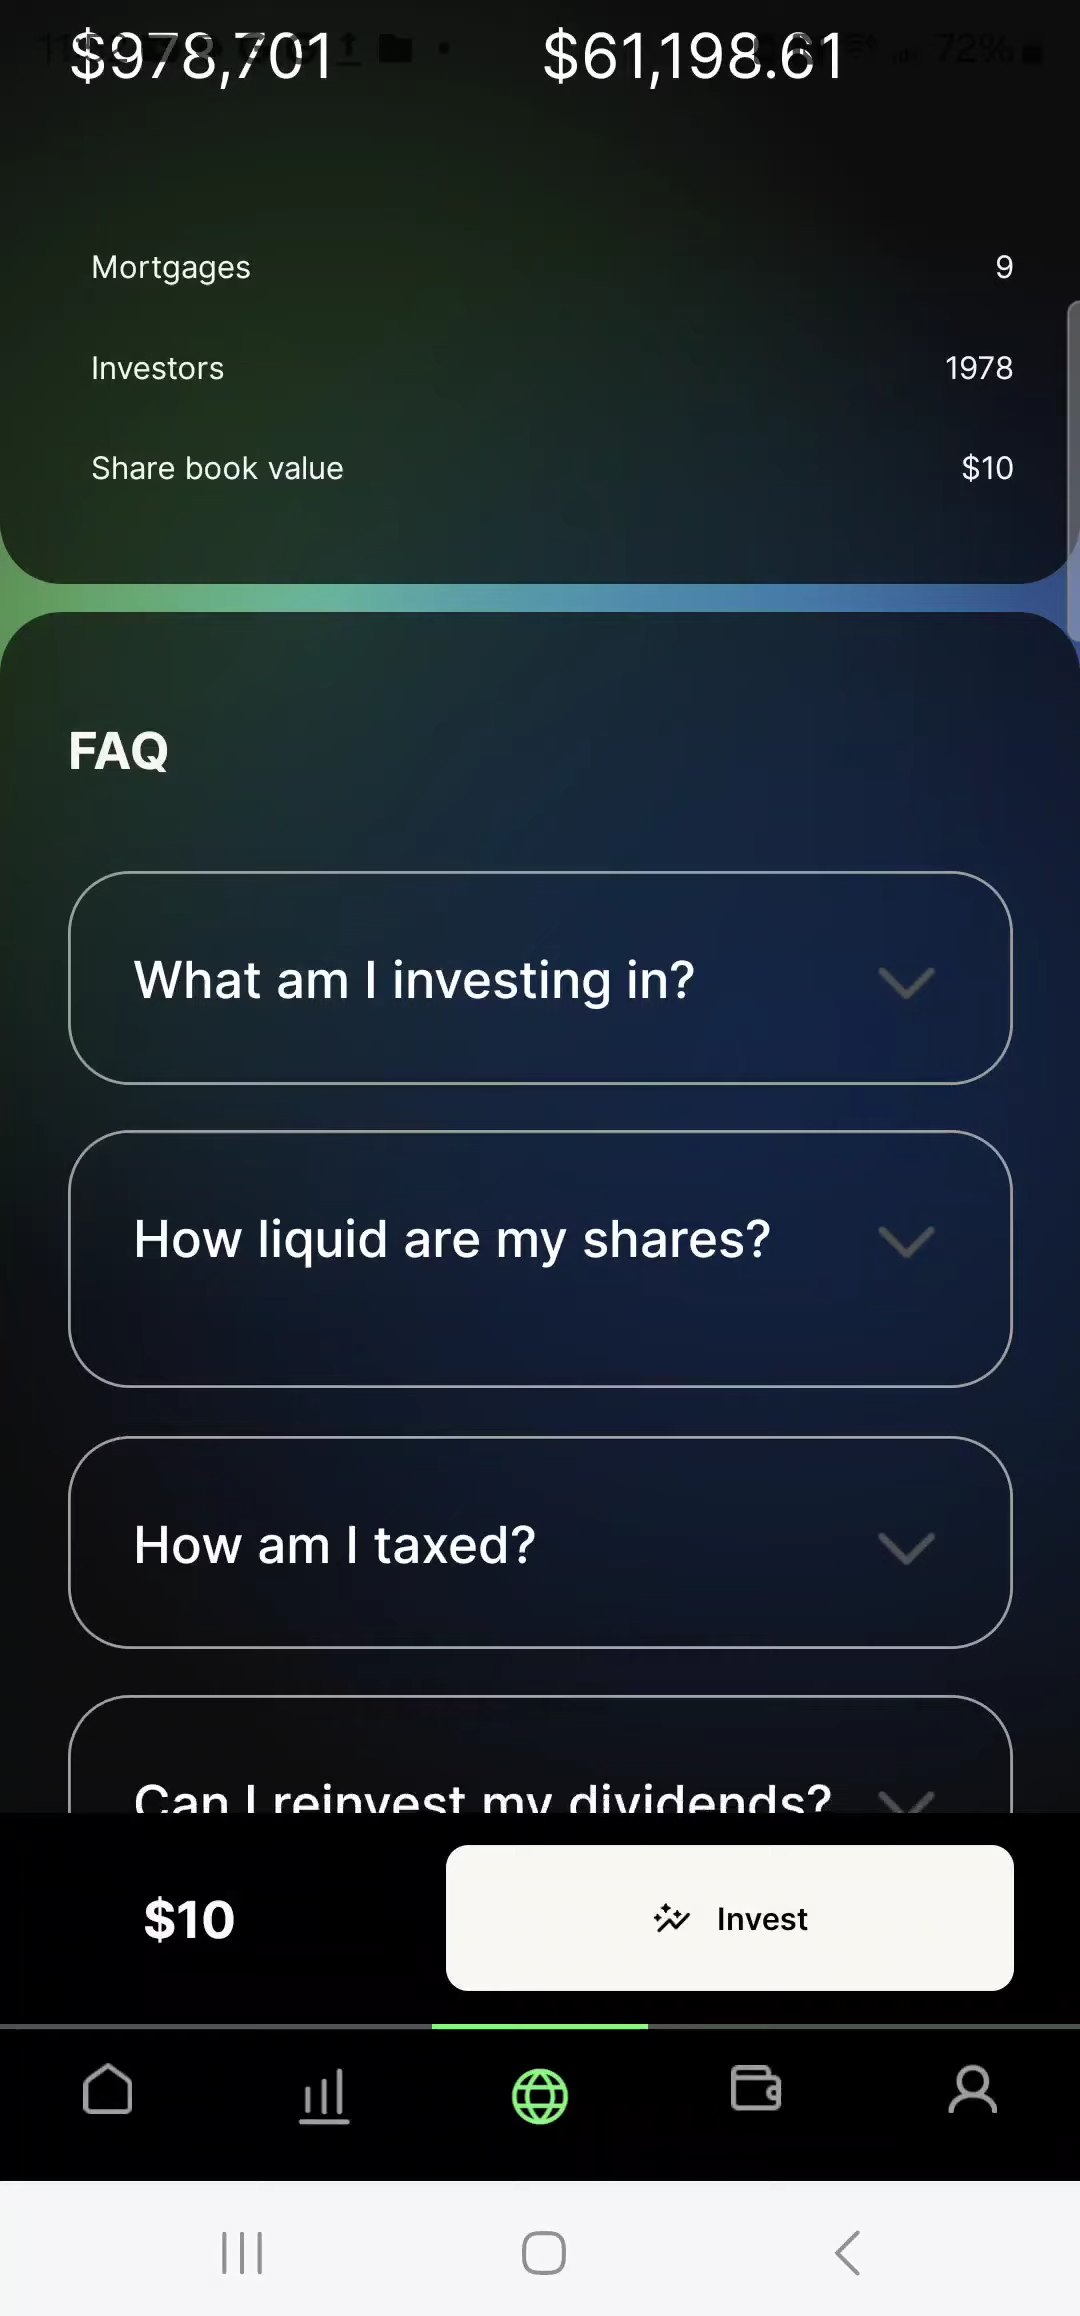 $978,701 $61,198.61
72%
Mortgages 9
Investors 1978
Share book value $10
FAQ
What am I investing in?
How liquid are my shares?
How am I taxed?
Can I reinvest my dividends?
$10 Invest